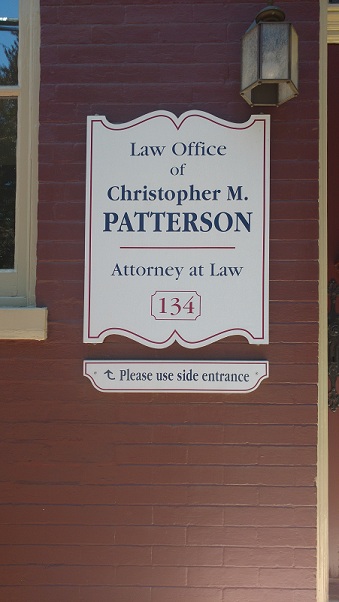 Law Office
of
Christopher M.
PATTERSON
Attorney at Law
134
Please use side entrance